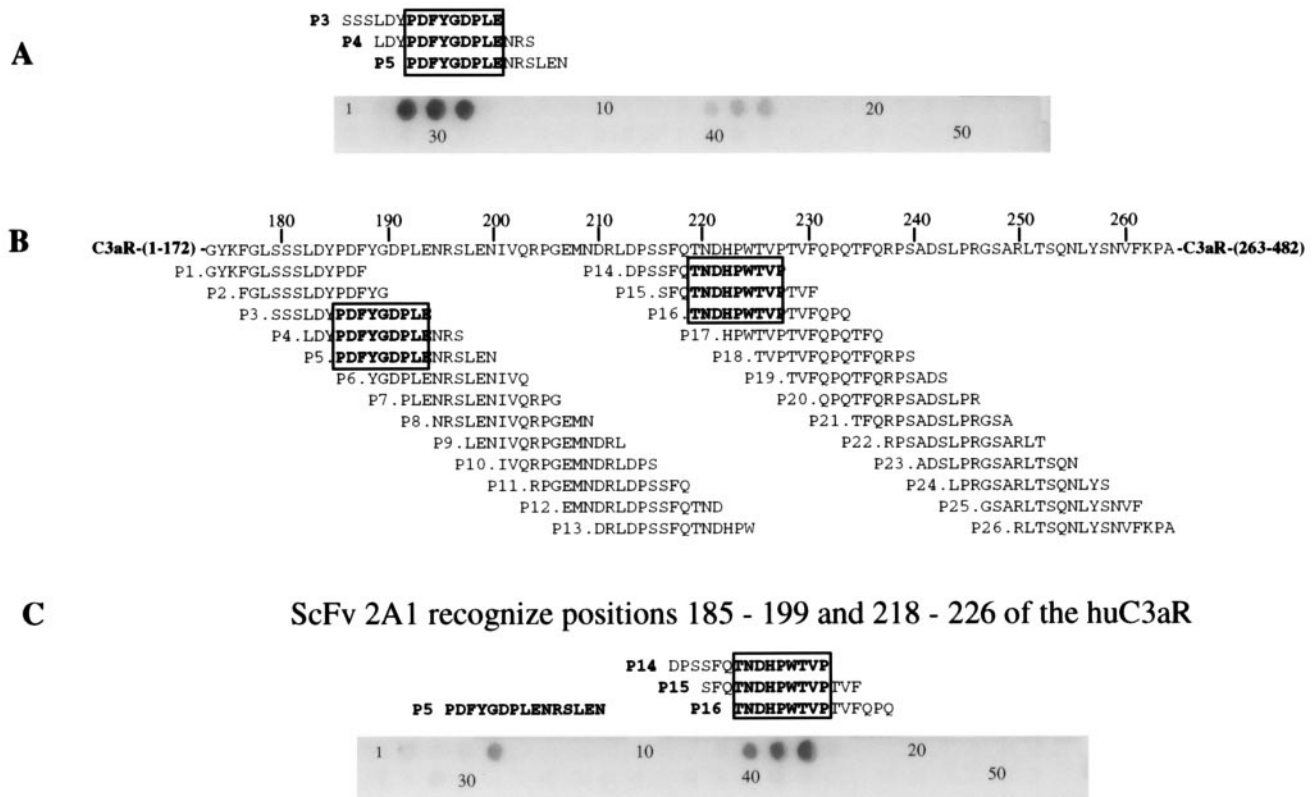 A
P3 SSSLDYPDFYGDPLE
P4 LDYPDFYGDPLENRS
P5 PDFYGDPLENRSLEN
1 10 20
30 40 50
B
180 190 200 210 220 230 240 250 260
C3aR-(1-172) -GYKFGLSSSLDYPDFYGDPLENRSLENIVQRPGEMNDRLDPSSFQTNDHPWTVPTVFQPQTFQRPSADSLPRGSARLTSQNLYSNVFKPA -C3aR-(263-482)
P1.GYKFGLSSSLDYPDF P14.DPSSFQTNDHPWTVP
P2.FGLSSSLDYPDFYG P15.SFQTNDHPWTVPTVF
P3.SSSLDYPDFYGDPLE P16.TNDHPWTVPTVFQPQ
P4.LDYPDFYGDPLENRS P17.HPWTVPTVFQPQTFQ
P5.PDFYGDPLENRSLEN P18.TVPTVFQPQTFQRPS
P6.YGDPLENRSLENIVQ P19.TVFQPQTFQRPSADS
P7.PLENRSLENIVQRPG P20.QPQTFQRPSADSLPR
P8.NRSLENIVQRPGEMN P21.TFQRPSADSLPRGSA
P9.LENIVQRPGEMNDRL P22.RPSADSLPRGSARLT
P10.IVQRPGEMNDRLDPS P23.ADSLPRGSARLTSQN
P11.RPGEMNDRLDPSSFQ P24.LPRGSARLTSQNLYS
P12.EMNDRLDPSSFQTND P25.GSARLTSQNLYSNVF
P13.DRLDPSSFQTNDHPW P26.RLTSQNLYSNVFKPA
C
ScFv 2A1 recognize positions 185 - 199 and 218 - 226 of the huC3aR
P14 DPSSFQTNDHPWTVP
P15 SFQTNDHPWTVPTVF
P5 PDFYGDPLENRSLEN P16 TNDHPWTVPTVFQPQ
1 10 20
30 40 50